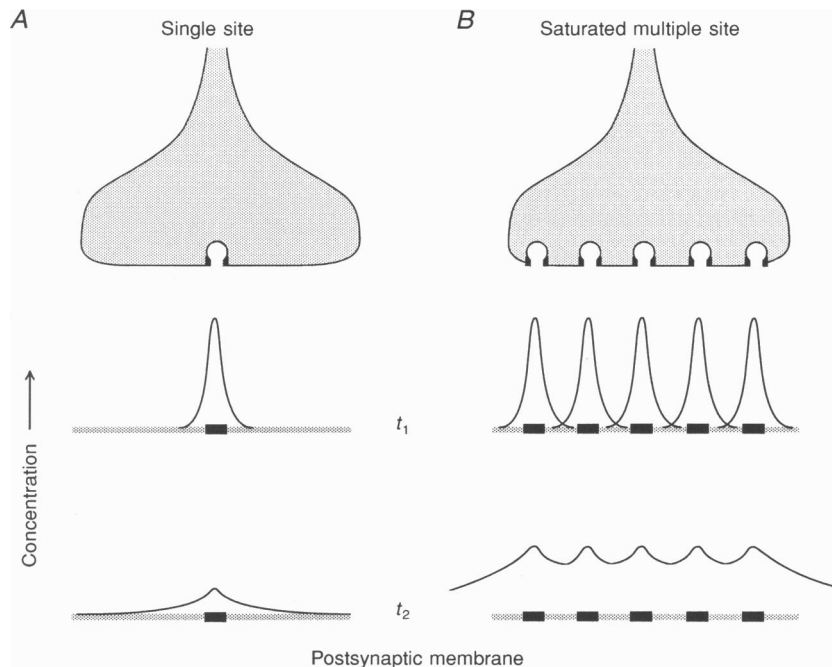 A
Single site
B
Saturated multiple site
Concentration
t1
t2
Postsynaptic membrane